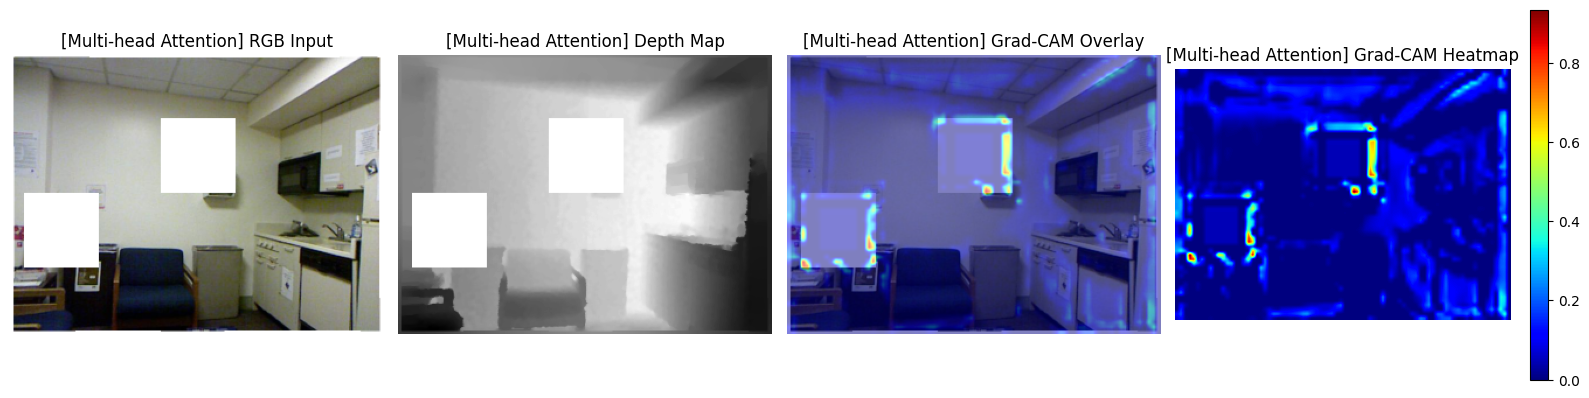 [Multi-head Attention] RGB Input
[Multi-head Attention] Depth Map
[Multi-head Attention] Grad-CAM Overlay
[Multi-head Attention] Grad-CAM Heatmap
0.8
0.6
0.4
0.2
0.0